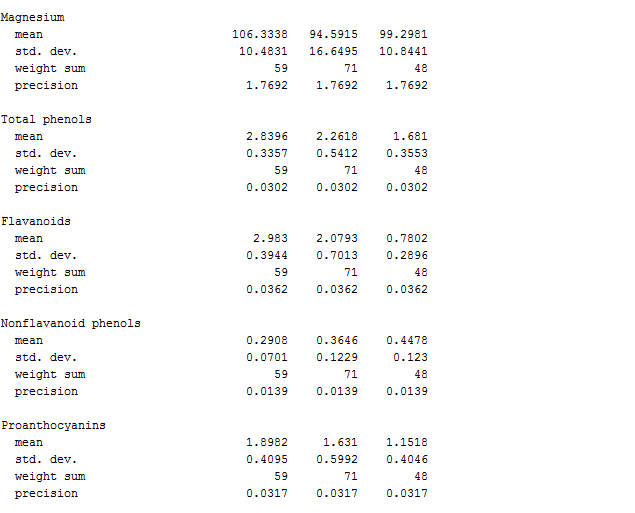 Magnesium
  mean                           106.3338   94.5915   99.2981
  std. dev.                       10.4831   16.6495   10.8441
  weight sum                           59        71        48
  precision                        1.7692    1.7692    1.7692

Total phenols
  mean                             2.8396    2.2618     1.681
  std. dev.                        0.3357    0.5412    0.3553
  weight sum                           59        71        48
  precision                        0.0302    0.0302    0.0302

Flavanoids
  mean                              2.983    2.0793    0.7802
  std. dev.                        0.3944    0.7013    0.2896
  weight sum                           59        71        48
  precision                        0.0362    0.0362    0.0362

Nonflavanoid phenols
  mean                             0.2908    0.3646    0.4478
  std. dev.                        0.0701    0.1229     0.123
  weight sum                           59        71        48
  precision                        0.0139    0.0139    0.0139

Proanthocyanins
  mean                             1.8982     1.631    1.1518
  std. dev.                        0.4095    0.5992    0.4046
  weight sum                           59        71        48
  precision                        0.0317    0.0317    0.0317